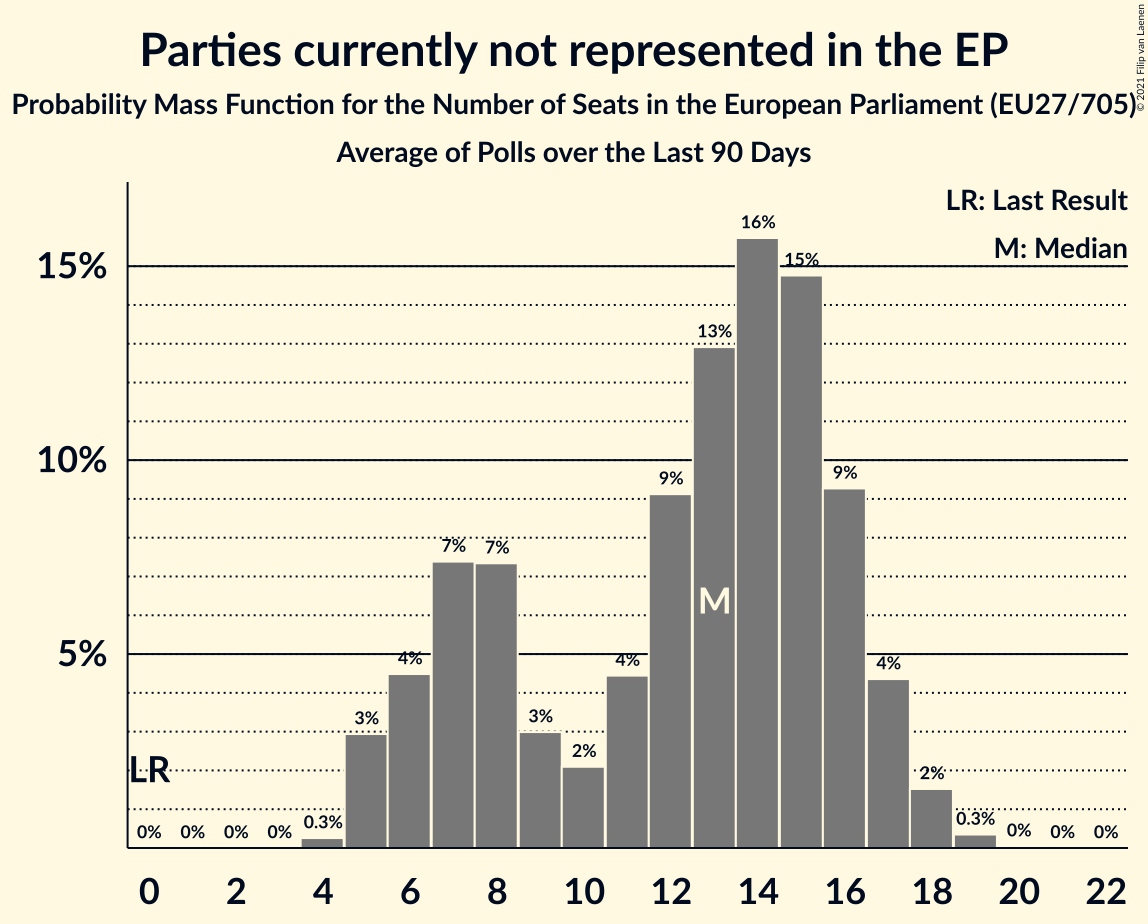 Parties currently not represented in the EP
Probability Mass Function for the Number of Seats in the European Parliament (EU27/705)
Average of Polls over the Last 90 Days
© 2021 Filip van Laenen
LR: Last Result
M: Median
15%
10%
5%
16%
15%
13%
9%
9%
7%
7%
4%
4%
4%
3%
3%
2%
2%
0.3%
0.3%
0%
0%
0%
0%
0%
0%
0%
M
LR
0 2 4 6 8 10 12 14 16 18 20 22